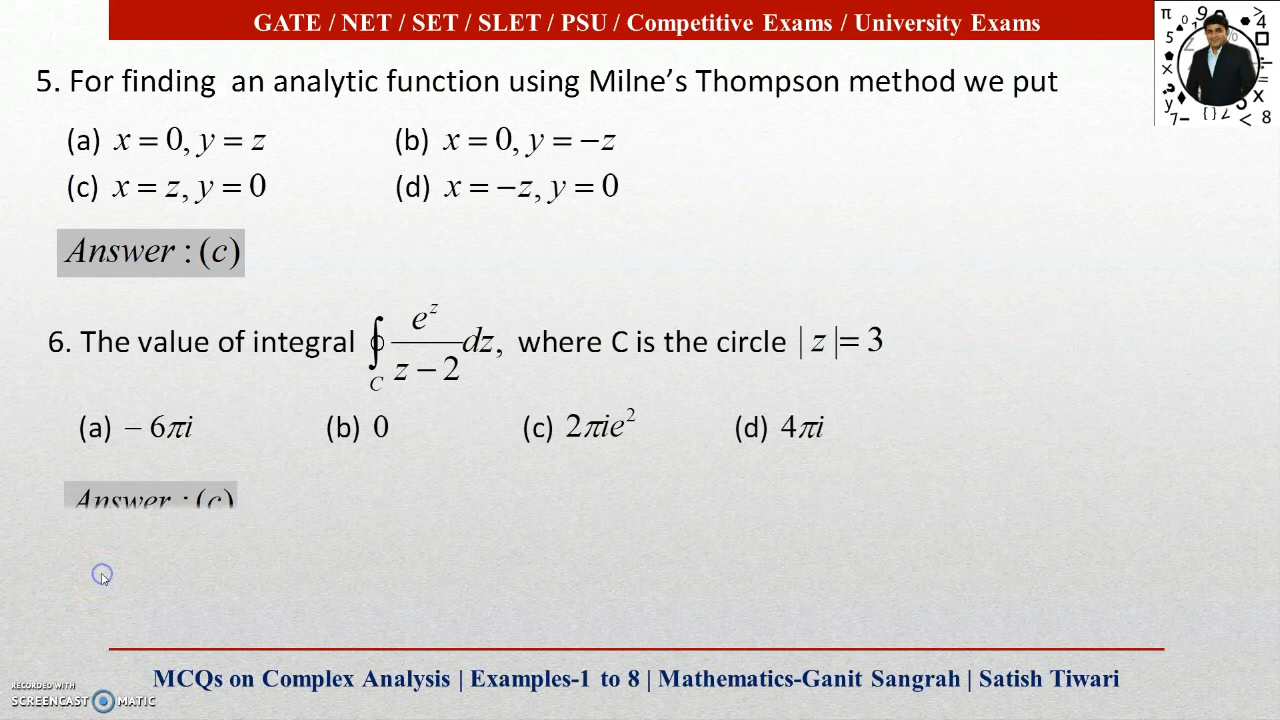 GATE / NET / SET / SLET / PSU / Competitive Exams / University Exams
5. For finding an analytic function using Milne's Thompson method we put
(a) x = 0, y = z (b) x = 0, y = −z
(c) x = z, y = 0 (d) x = −z, y = 0
Answer : (c)
6. The value of integral ∮_C e^z/(z − 2) dz, where C is the circle | z |= 3
(a) − 6πi (b) 0 (c) 2πie² (d) 4πi
Answer : (c)
MCQs on Complex Analysis | Examples-1 to 8 | Mathematics-Ganit Sangrah | Satish Tiwari
RECORDED WITH
SCREENCAST MATIC